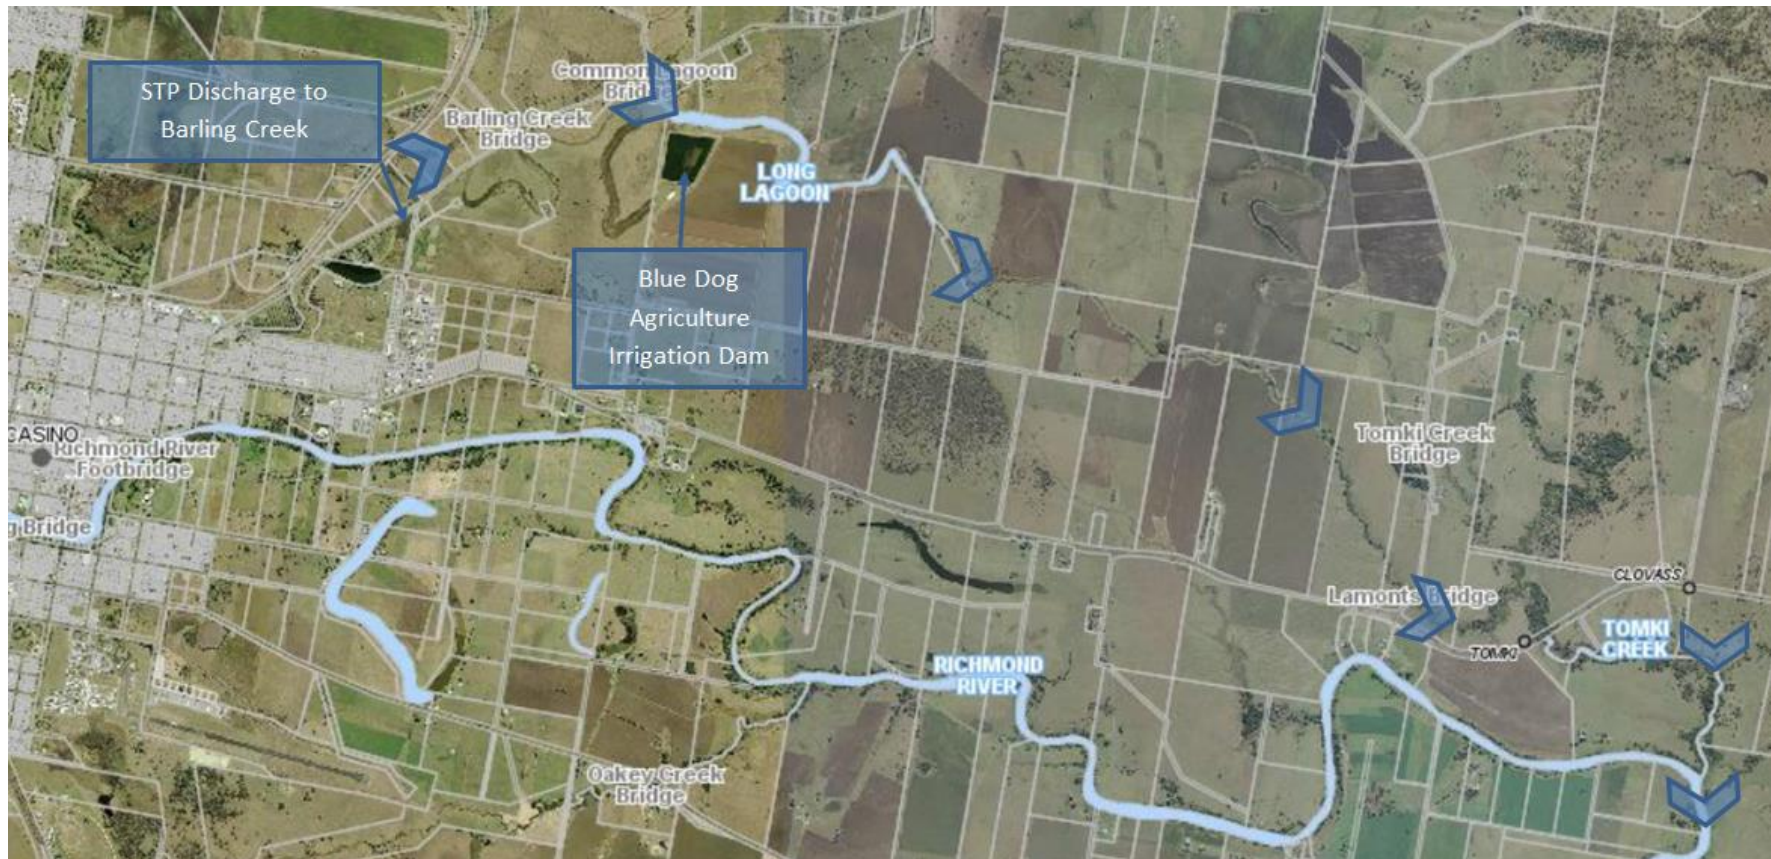 STP Discharge to
Barling Creek
Common Lagoon
Bridge
Barling Creek
Bridge
LONG
LAGOON
Blue Dog
Agriculture
Irrigation Dam
CASINO
Richmond River
Footbridge
g Bridge
Tomki Creek
Bridge
CLOVASS
Lamonts Bridge
TOMKI
TOMKI
CREEK
RICHMOND
RIVER
Oakey Creek
Bridge